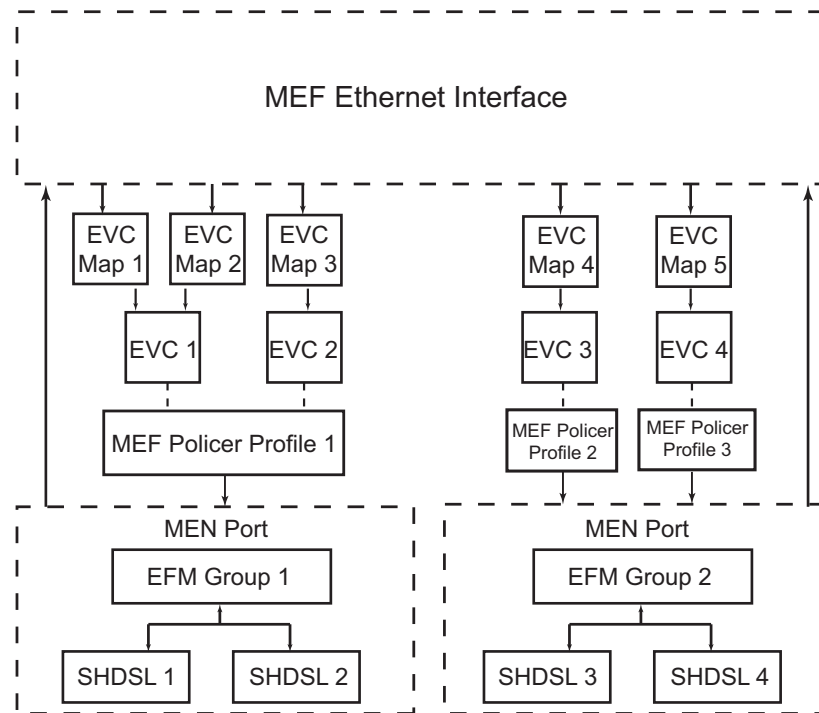 MEF Ethernet Interface
EVC
Map 1
EVC
Map 2
EVC
Map 3
EVC
Map 4
EVC
Map 5
EVC 1
EVC 2
EVC 3
EVC 4
MEF Policer Profile 1
MEF Policer
Profile 2
MEF Policer
Profile 3
MEN Port
EFM Group 1
SHDSL 1
SHDSL 2
MEN Port
EFM Group 2
SHDSL 3
SHDSL 4